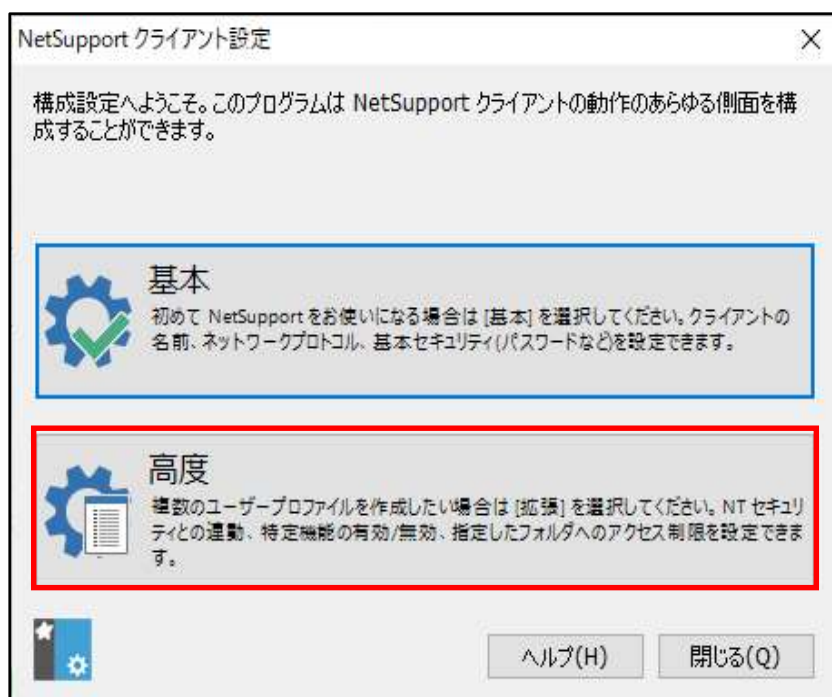 NetSupport クライアント設定
構成設定へようこそ。このプログラムは NetSupport クライアントの動作のあらゆる側面を構
成することができます。
基本
初めて NetSupport をお使いになる場合は [基本] を選択してください。クライアントの
名前、ネットワークプロトコル、基本セキュリティ(パスワードなど)を設定できます。
高度
複数のユーザープロファイルを作成したい場合は [拡張] を選択してください。NT セキュリ
ティとの連動、特定機能の有効/無効、指定したフォルダへのアクセス制限を設定できま
す。
ヘルプ(H)
閉じる(Q)